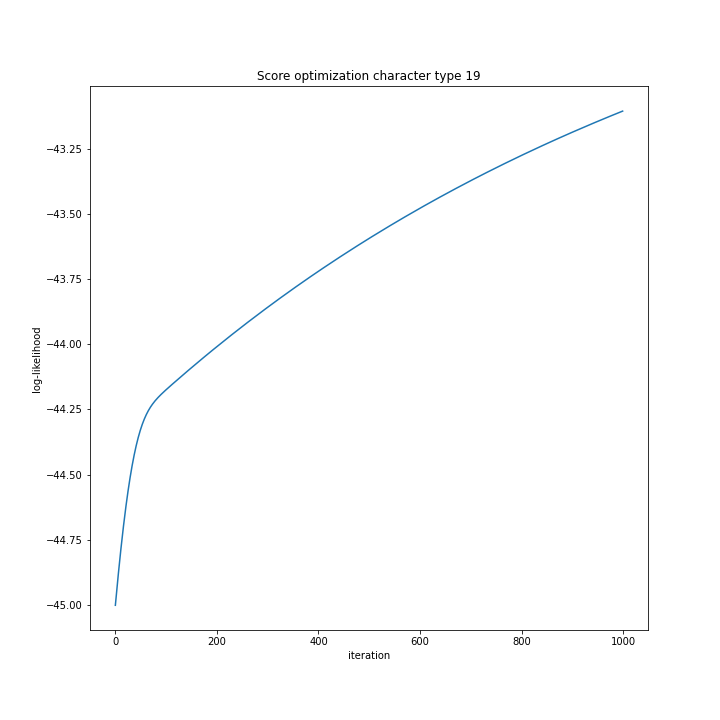 Score optimization character type 19
−43.25
−43.50
−43.75
−44.00
−44.25
−44.50
−44.75
−45.00
log-likelihood
0 200 400 600 800 1000
iteration